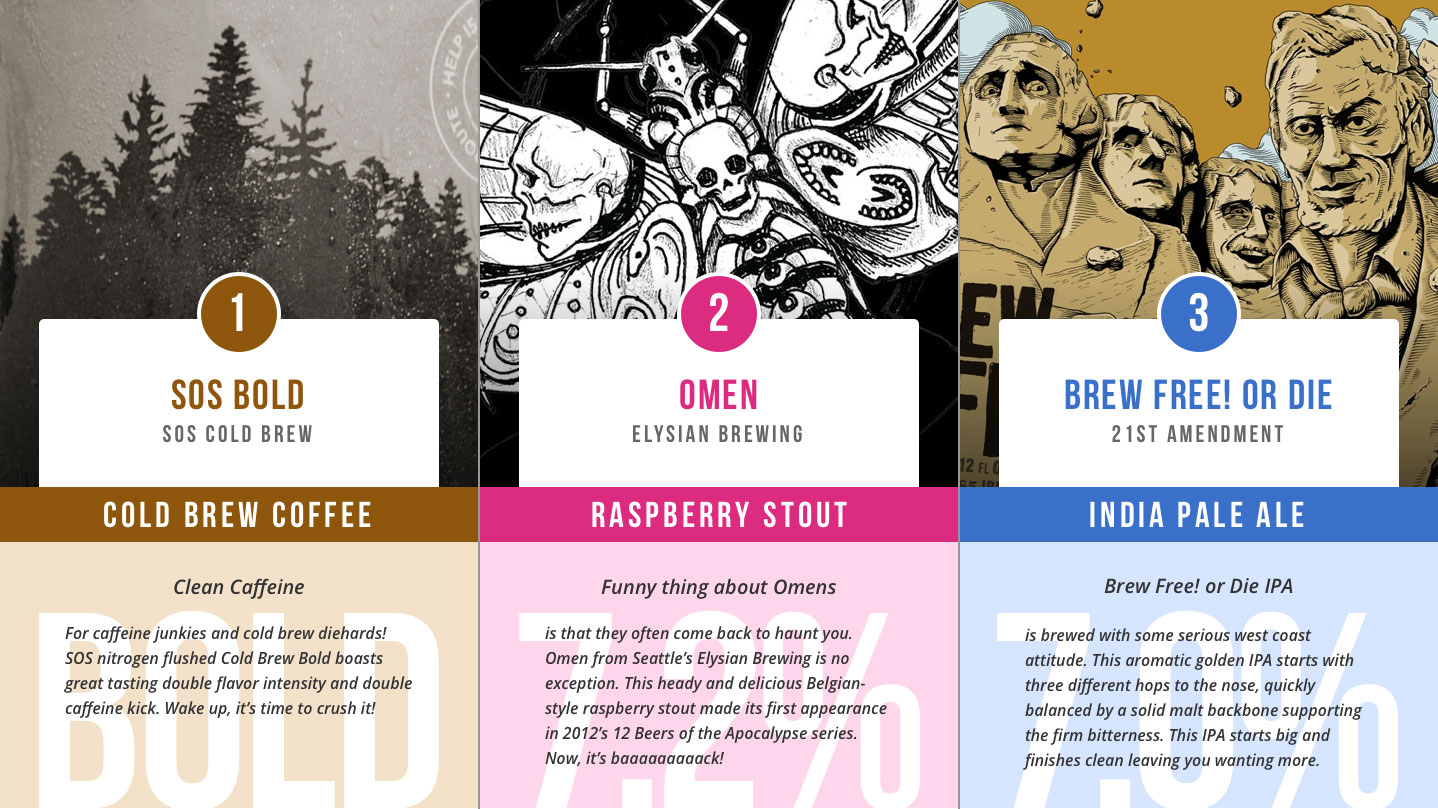 HELP IS
OUTE
1
SOS BOLD
SOS COLD BREW
COLD BREW COFFEE
Clean Caffeine
BOLD
For caffeine junkies and cold brew diehards!
SOS nitrogen flushed Cold Brew Bold boasts
great tasting double flavor intensity and double
caffeine kick. Wake up, it’s time to crush it!
2
OMEN
ELYSIAN BREWING
RASPBERRY STOUT
Funny thing about Omens
7.2%
is that they often come back to haunt you.
Omen from Seattle’s Elysian Brewing is no
exception. This heady and delicious Belgian-
style raspberry stout made its first appearance
in 2012’s 12 Beers of the Apocalypse series.
Now, it’s baaaaaaaaack!
EW
F
12 FL O
65 IB
3
BREW FREE! OR DIE
21ST AMENDMENT
INDIA PALE ALE
Brew Free! or Die IPA
7.0%
is brewed with some serious west coast
attitude. This aromatic golden IPA starts with
three different hops to the nose, quickly
balanced by a solid malt backbone supporting
the firm bitterness. This IPA starts big and
finishes clean leaving you wanting more.